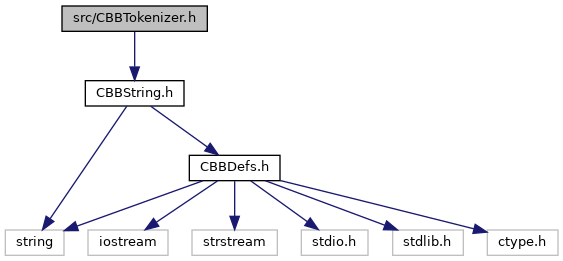 src/CBBTokenizer.h
CBBString.h
CBBDefs.h
string
iostream
strstream
stdio.h
stdlib.h
ctype.h